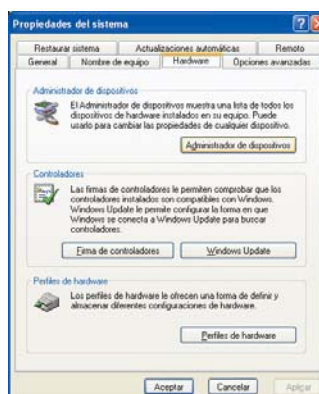 Propiedades del sistema
Restaurar sistema Actualizaciones automáticas Remoto
General Nombre de equipo Hardware Opciones avanzadas
Administrador de dispositivos
El Administrador de dispositivos muestra una lista de todos los
dispositivos de hardware instalados en su equipo. Puede
usarlo para cambiar las propiedades de cualquier dispositivo.
Administrador de dispositivos
Controladores
Las firmas de controladores le permiten comprobar que los
controladores instalados son compatibles con Windows.
Windows Update le permite configurar la forma en que
Windows se conecta a Windows Update para buscar
controladores.
Firma de controladores Windows Update
Perfiles de hardware
Los perfiles de hardware le ofrecen una forma de definir y
almacenar diferentes configuraciones de hardware.
Perfiles de hardware
Aceptar Cancelar Aplicar